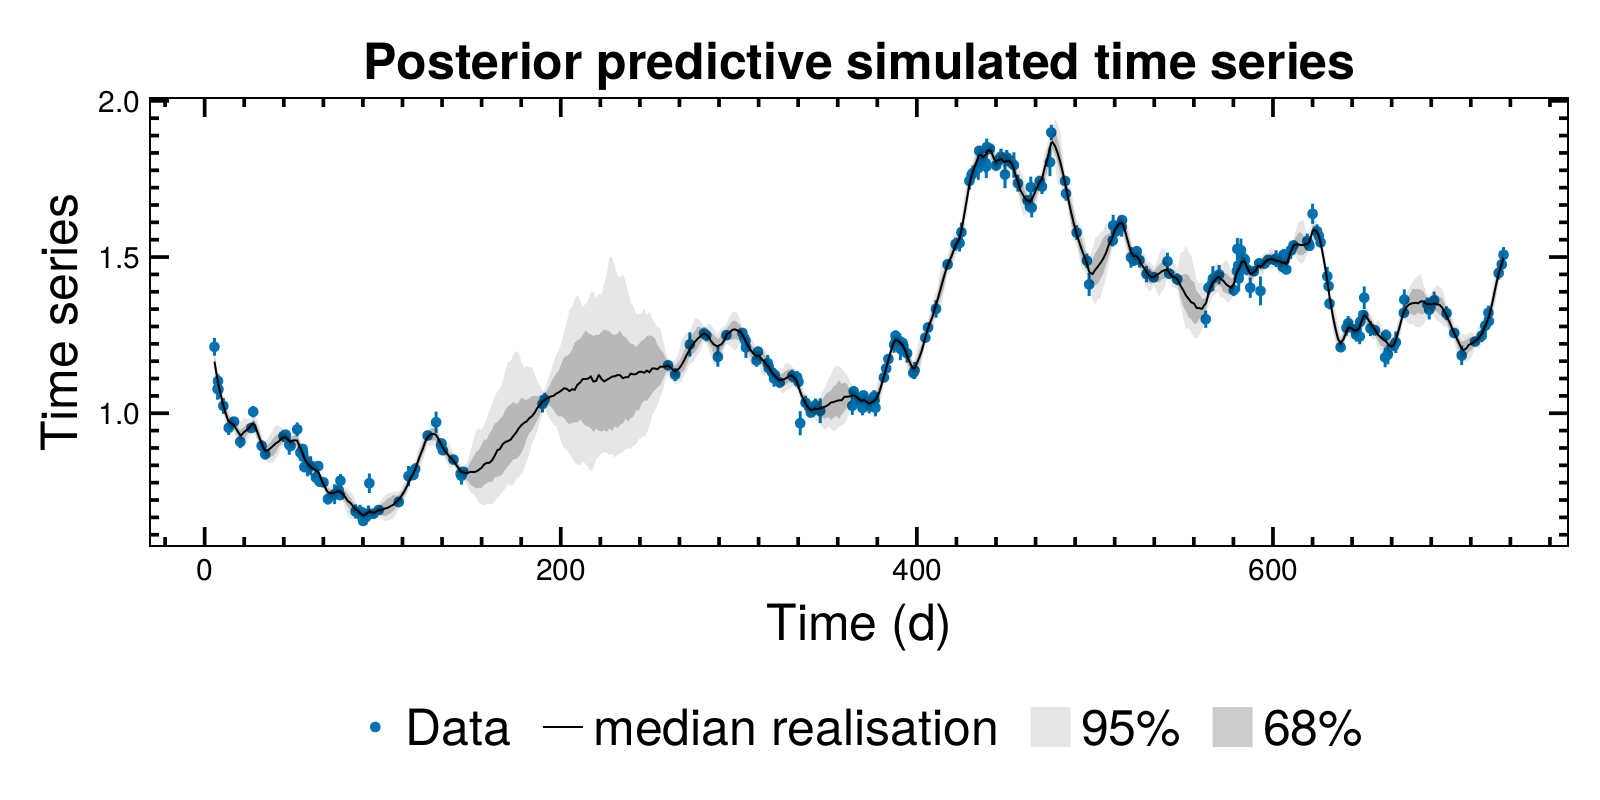 Posterior predictive simulated time series
2.0
1.5
1.0
Time series
0 200 400 600
Time (d)
Data median realisation 95% 68%